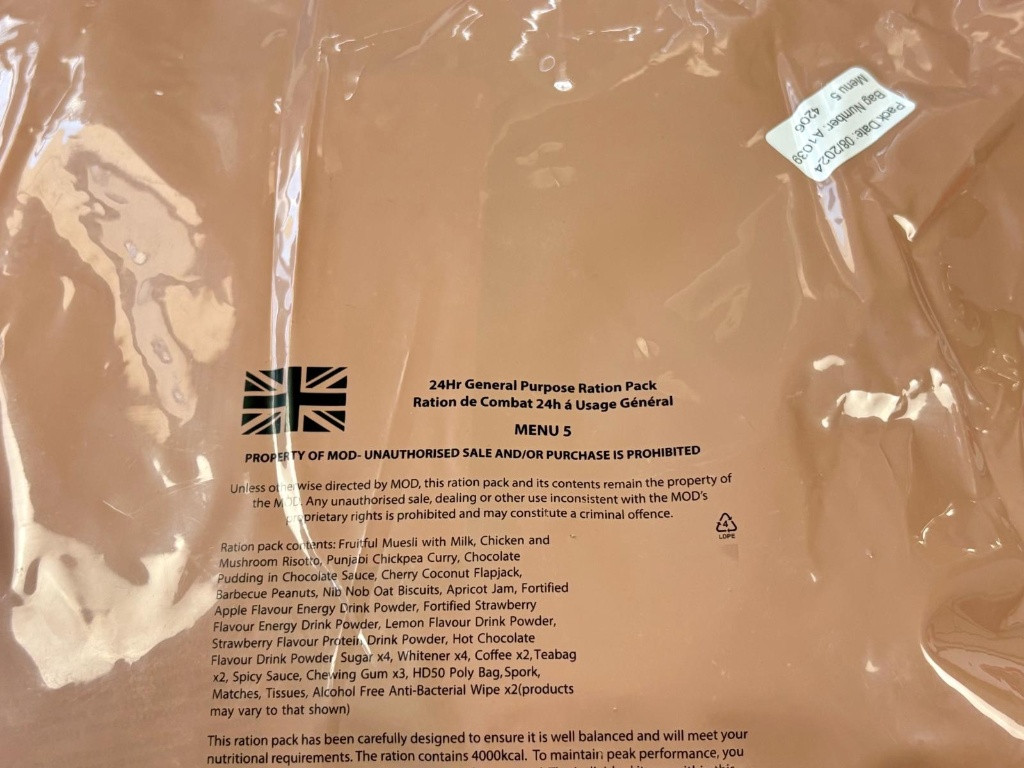 Pack Date: 08/2024
Bag Number: A1039
4206
Menu 5
24Hr General Purpose Ration Pack
Ration de Combat 24h á Usage Général
MENU 5
PROPERTY OF MOD- UNAUTHORISED SALE AND/OR PURCHASE IS PROHIBITED
Unless otherwise directed by MOD, this ration pack and its contents remain the property of
the MOD. Any unauthorised sale, dealing or other use inconsistent with the MOD's
proprietary rights is prohibited and may constitute a criminal offence.
4
LDPE
Ration pack contents: Fruitful Muesli with Milk, Chicken and
Mushroom Risotto, Punjabi Chickpea Curry, Chocolate
Pudding in Chocolate Sauce, Cherry Coconut Flapjack,
Barbecue Peanuts, Nib Nob Oat Biscuits, Apricot Jam, Fortified
Apple Flavour Energy Drink Powder, Fortified Strawberry
Flavour Energy Drink Powder, Lemon Flavour Drink Powder,
Strawberry Flavour Protein Drink Powder, Hot Chocolate
Flavour Drink Powder, Sugar x4, Whitener x4, Coffee x2, Teabag
x2, Spicy Sauce, Chewing Gum x3, HD50 Poly Bag, Spork,
Matches, Tissues, Alcohol Free Anti-Bacterial Wipe x2(products
may vary to that shown)
This ration pack has been carefully designed to ensure it is well balanced and will meet your
nutritional requirements. The ration contains 4000kcal. To maintain peak performance, you